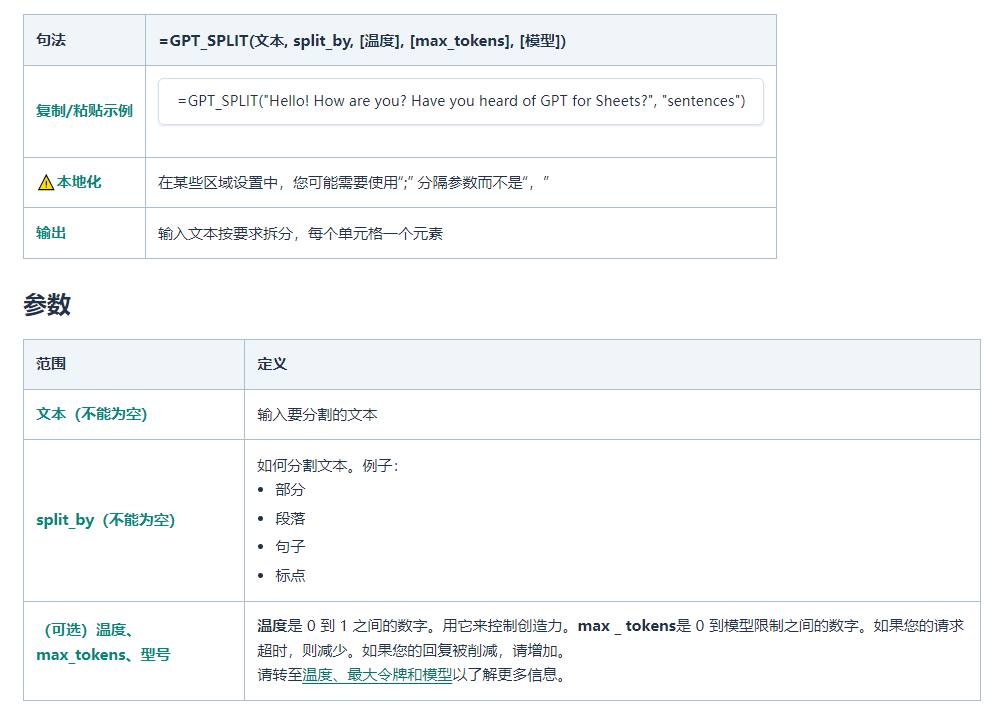 句法
=GPT_SPLIT(文本, split_by, [温度], [max_tokens], [模型])
复制/粘贴示例
=GPT_SPLIT("Hello! How are you? Have you heard of GPT for Sheets?", "sentences")
⚠本地化
在某些区域设置中，您可能需要使用“;” 分隔参数而不是“，”
输出
输入文本按要求拆分，每个单元格一个元素
参数
范围
定义
文本（不能为空）
输入要分割的文本
split_by（不能为空）
如何分割文本。例子：
• 部分
• 段落
• 句子
• 标点
（可选）温度、
max_tokens、型号
温度是 0 到 1 之间的数字。用它来控制创造力。max _ tokens是 0 到模型限制之间的数字。如果您的请求
超时，则减少。如果您的回复被削减，请增加。
请转至温度、最大令牌和模型以了解更多信息。